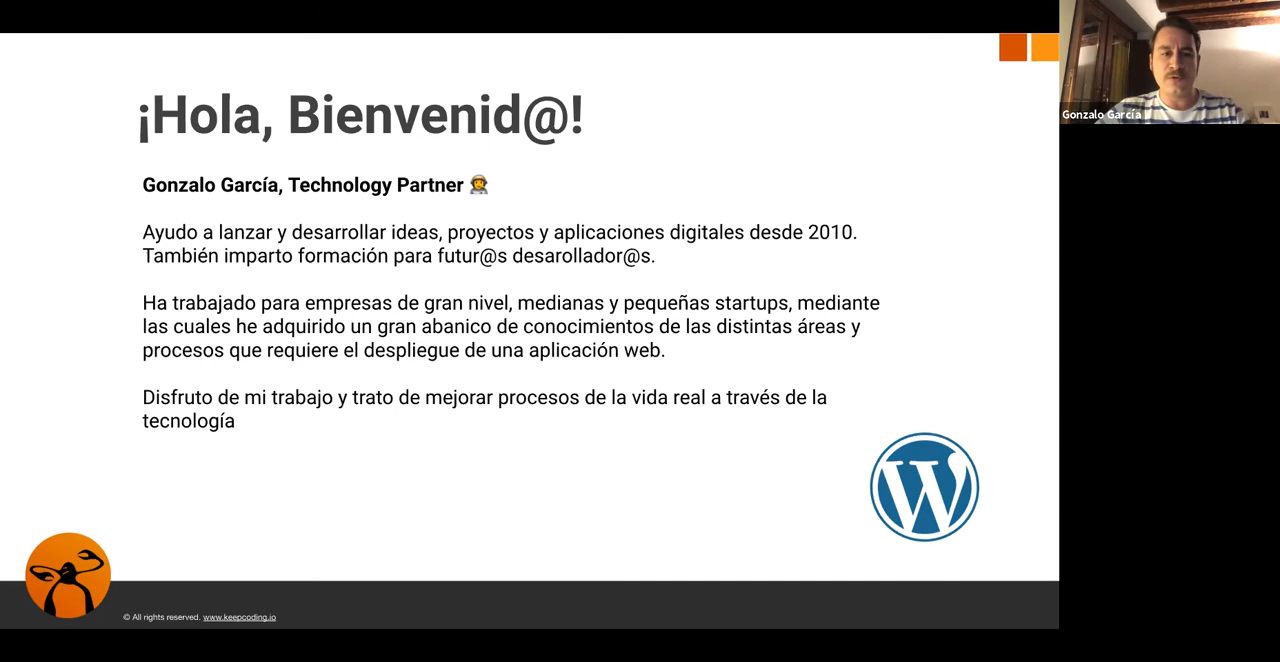 ¡Hola, Bienvenid@!
Gonzalo García, Technology Partner 🧑‍🚀
Ayudo a lanzar y desarrollar ideas, proyectos y aplicaciones digitales desde 2010.
También imparto formación para futur@s desarollador@s.
Ha trabajado para empresas de gran nivel, medianas y pequeñas startups, mediante
las cuales he adquirido un gran abanico de conocimientos de las distintas áreas y
procesos que requiere el despliegue de una aplicación web.
Disfruto de mi trabajo y trato de mejorar procesos de la vida real a través de la
tecnología
© All rights reserved. www.keepcoding.io
Gonzalo García